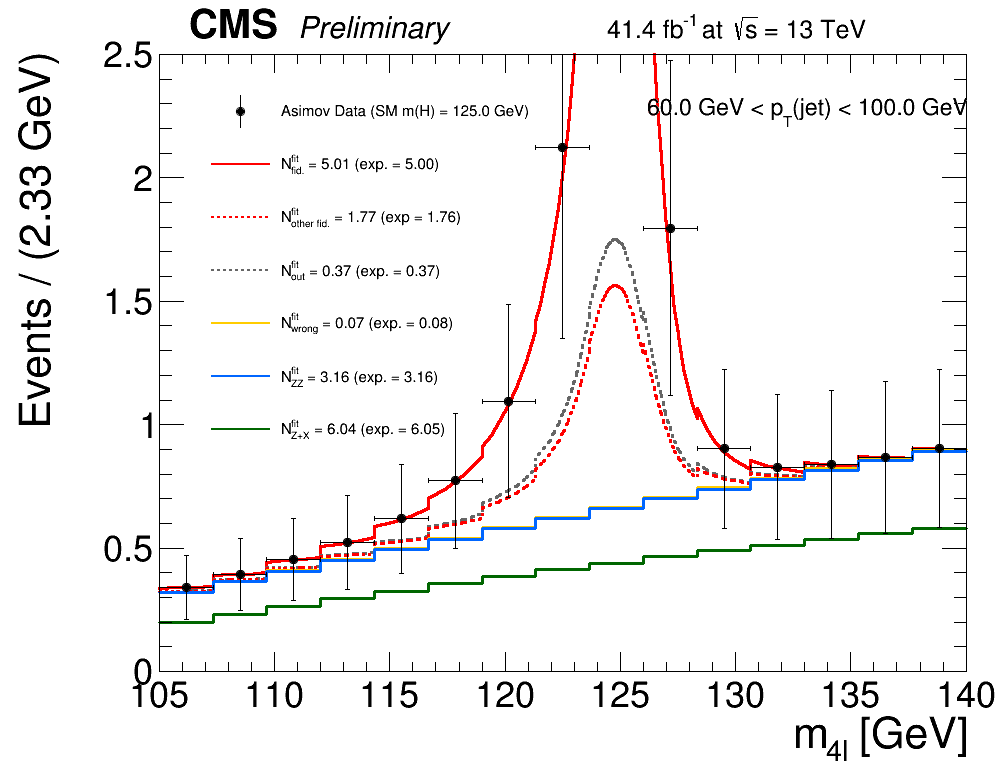 CMS Preliminary 41.4 fb⁻¹ at √s = 13 TeV
Events / (2.33 GeV)
60.0 GeV < p_T(jet) < 100.0 GeV
Asimov Data (SM m(H) = 125.0 GeV)
N^fit_fid. = 5.01 (exp. = 5.00)
N^fit_other fid. = 1.77 (exp = 1.76)
N^fit_out = 0.37 (exp. = 0.37)
N^fit_wrong = 0.07 (exp. = 0.08)
N^fit_ZZ = 3.16 (exp. = 3.16)
N^fit_Z+X = 6.04 (exp. = 6.05)
2.5
2
1.5
1
0.5
0
105 110 115 120 125 130 135 140
m_4l [GeV]